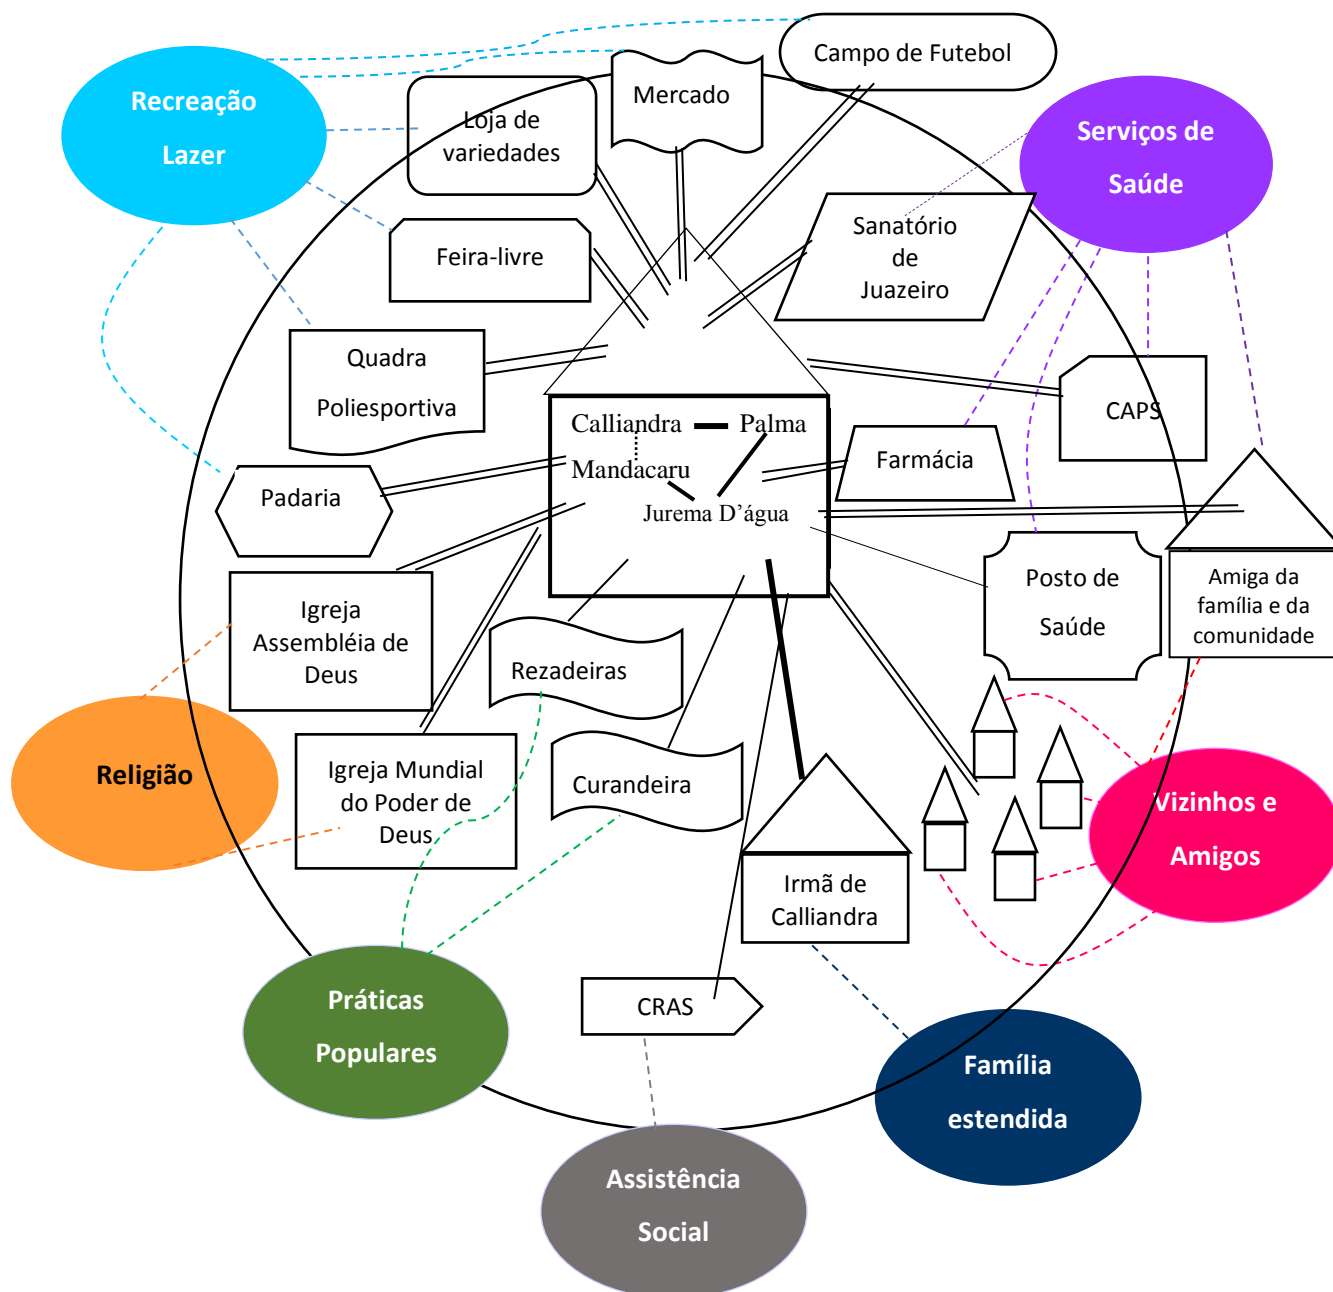 Campo de Futebol
Mercado
Recreação
Lazer
Loja de
variedades
Serviços de
Saúde
Sanatório
de
Juazeiro
Feira-livre
Quadra
Poliesportiva
CAPS
Calliandra
Palma
Mandacaru
Jurema D’água
Farmácia
Padaria
Posto de
Saúde
Amiga da
família e da
comunidade
Igreja
Assembléia de
Deus
Rezadeiras
Religião
Igreja Mundial
do Poder de
Deus
Curandeira
Vizinhos e
Amigos
Irmã de
Calliandra
Práticas
Populares
CRAS
Família
estendida
Assistência
Social